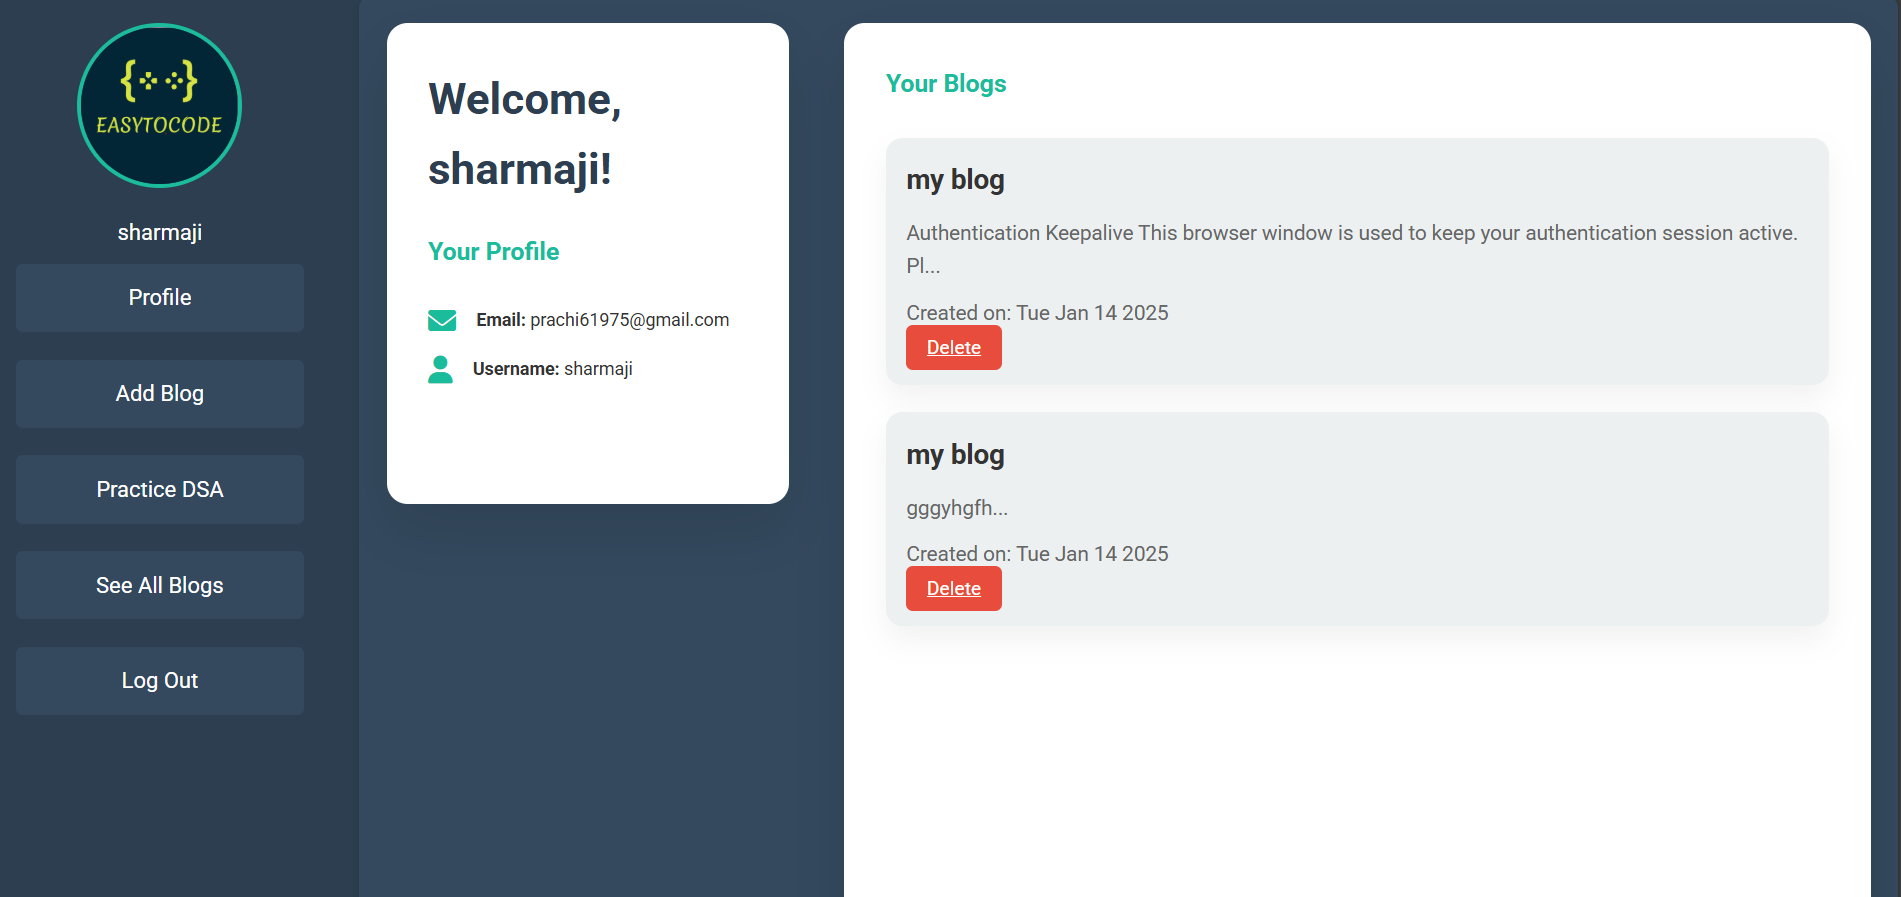 { }
EASYTOCODE
sharmaji
Profile
Add Blog
Practice DSA
See All Blogs
Log Out
Welcome,
sharmaji!
Your Profile
Email: prachi61975@gmail.com
Username: sharmaji
Your Blogs
my blog
Authentication Keepalive This browser window is used to keep your authentication session active.
Pl...
Created on: Tue Jan 14 2025
Delete
my blog
gggyhgfh...
Created on: Tue Jan 14 2025
Delete